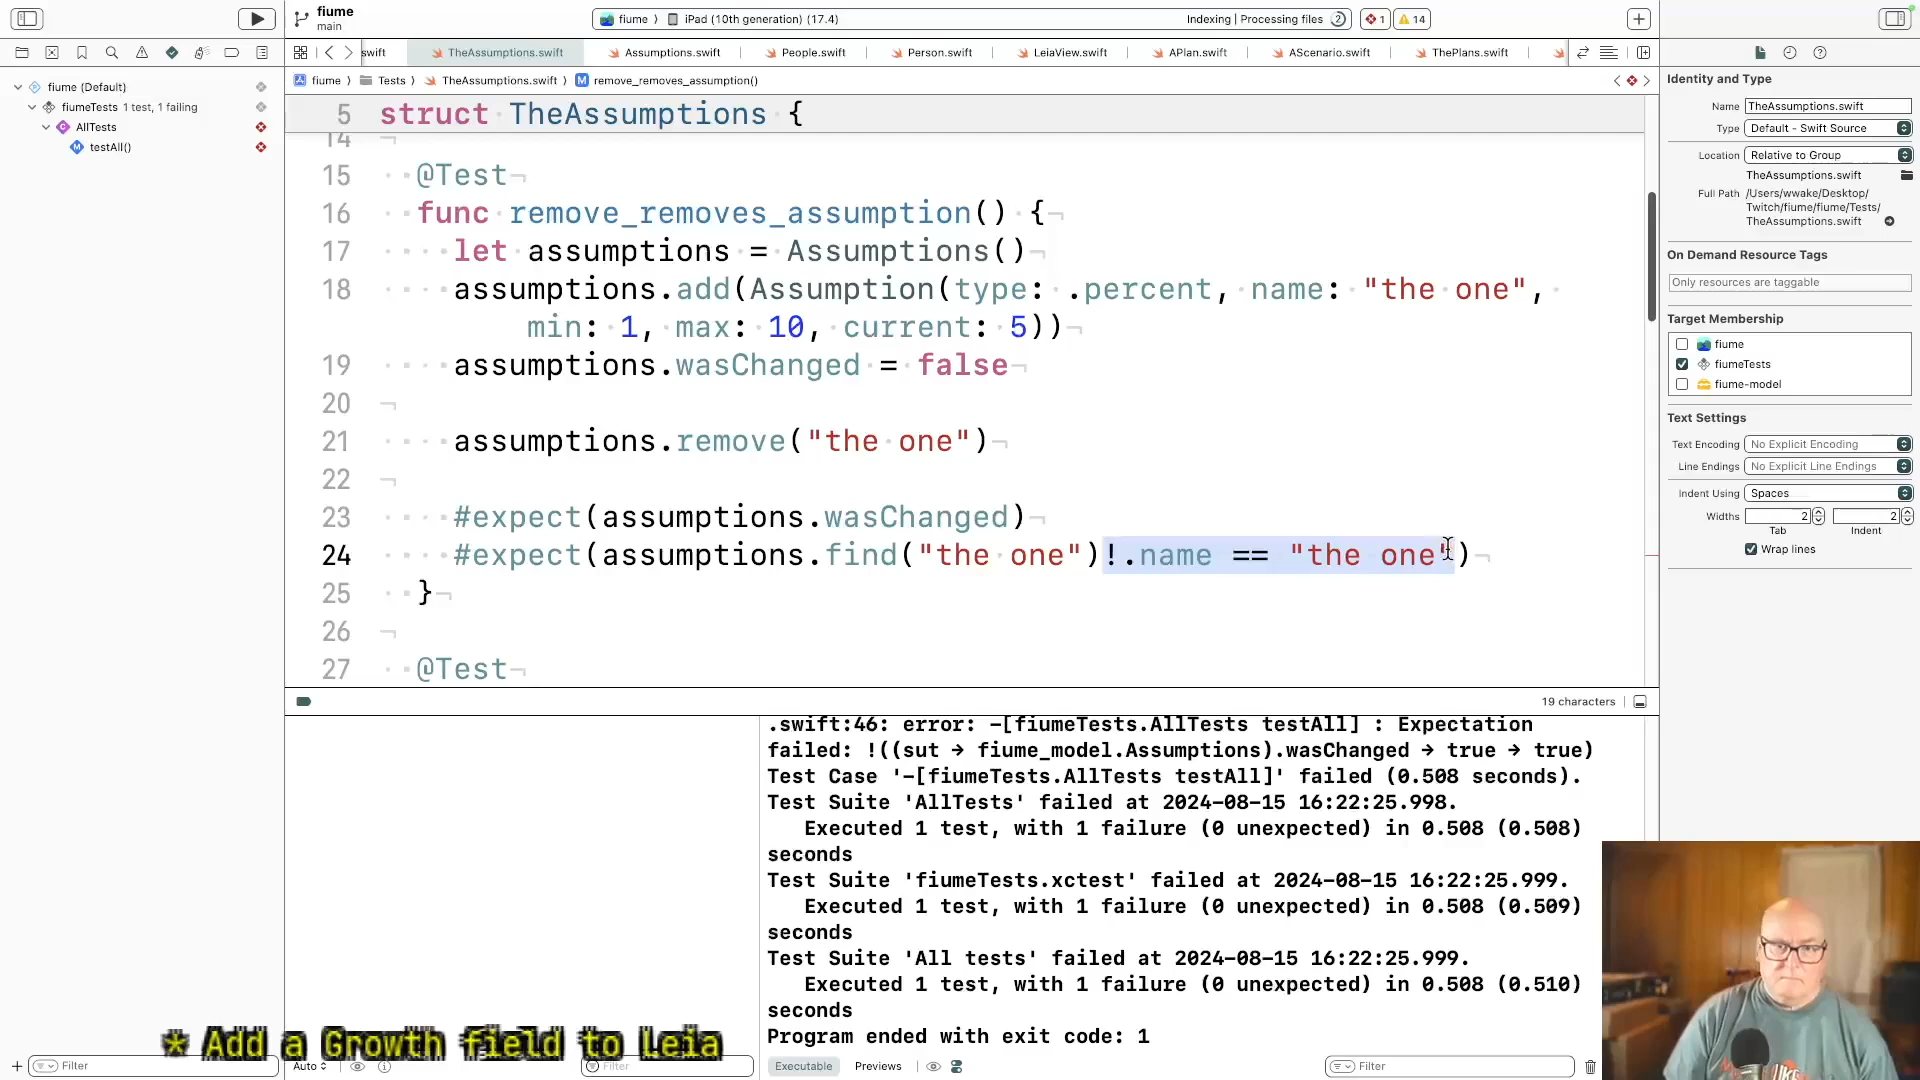 fiume
main
fiume
iPad (10th generation) (17.4)
Indexing | Processing files
2
1
14
swift
TheAssumptions.swift
Assumptions.swift
People.swift
Person.swift
LeiaView.swift
APlan.swift
AScenario.swift
ThePlans.swift
fiume
Tests
TheAssumptions.swift
M
remove_removes_assumption()
fiume (Default)
fiumeTests 1 test, 1 failing
C AllTests
M testAll()
5 struct TheAssumptions {
14
15 @Test
16 func remove_removes_assumption() {
17 let assumptions = Assumptions()
18 assumptions.add(Assumption(type: .percent, name: "the one",
min: 1, max: 10, current: 5))
19 assumptions.wasChanged = false
20
21 assumptions.remove("the one")
22
23 #expect(assumptions.wasChanged)
24 #expect(assumptions.find("the one")!.name == "the one")
25 }
26
27 @Test
19 characters
.swift:46: error: -[fiumeTests.AllTests testAll] : Expectation
failed: !((sut → fiume_model.Assumptions).wasChanged → true → true)
Test Case '-[fiumeTests.AllTests testAll]' failed (0.508 seconds).
Test Suite 'AllTests' failed at 2024-08-15 16:22:25.998.
Executed 1 test, with 1 failure (0 unexpected) in 0.508 (0.508)
seconds
Test Suite 'fiumeTests.xctest' failed at 2024-08-15 16:22:25.999.
Executed 1 test, with 1 failure (0 unexpected) in 0.508 (0.509)
seconds
Test Suite 'All tests' failed at 2024-08-15 16:22:25.999.
Executed 1 test, with 1 failure (0 unexpected) in 0.508 (0.510)
seconds
Program ended with exit code: 1
* Add a Growth field to Leia
Filter
Auto
Filter
Executable
Previews
Filter
Identity and Type
Name TheAssumptions.swift
Type Default - Swift Source
Location Relative to Group
TheAssumptions.swift
Full Path /Users/wwake/Desktop/
Twitch/fiume/fiume/Tests/
TheAssumptions.swift
On Demand Resource Tags
Only resources are taggable
Target Membership
fiume
fiumeTests
fiume-model
Text Settings
Text Encoding No Explicit Encoding
Line Endings No Explicit Line Endings
Indent Using Spaces
Widths 2 2
Tab Indent
Wrap lines